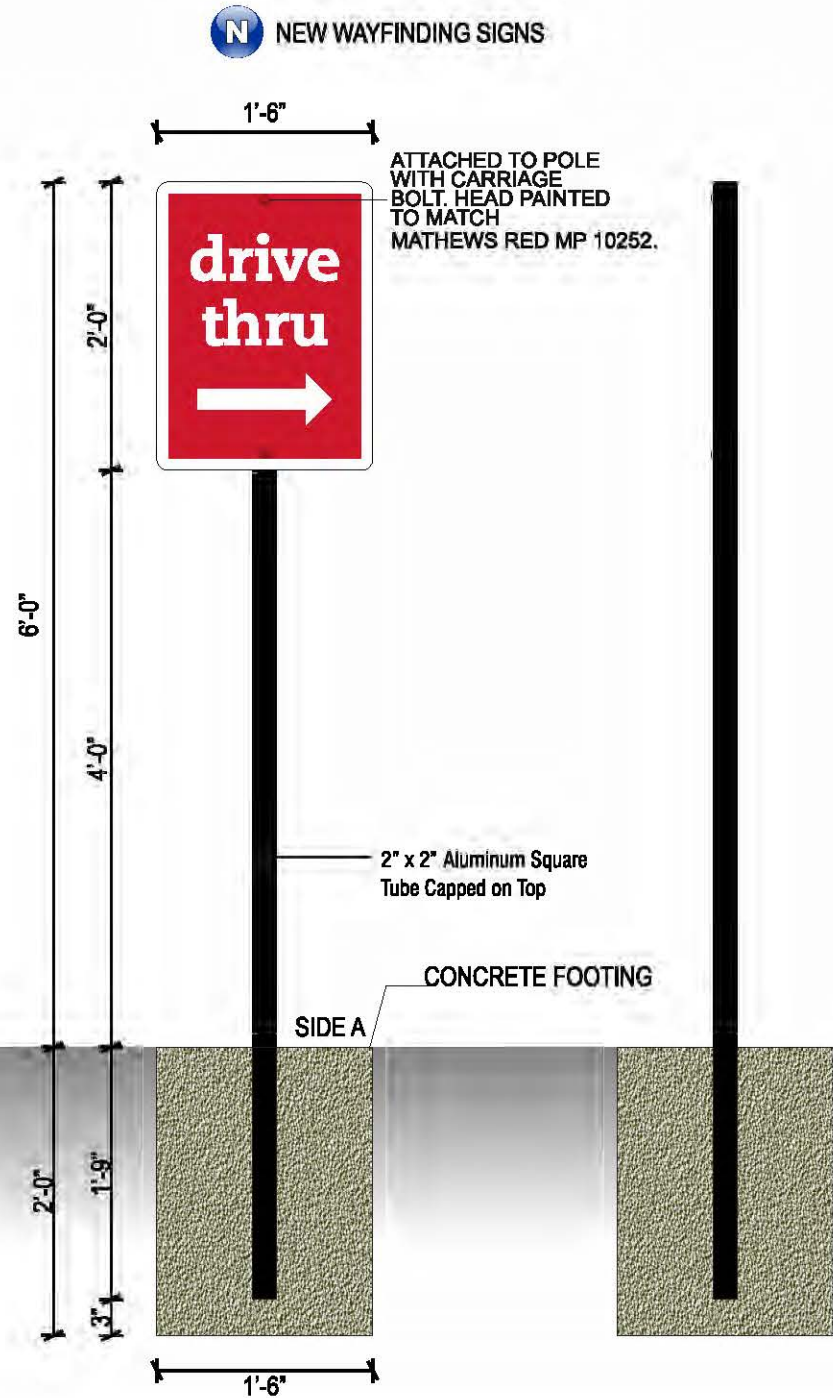 N NEW WAYFINDING SIGNS
1'-6"
ATTACHED TO POLE
WITH CARRIAGE
BOLT. HEAD PAINTED
TO MATCH
MATHEWS RED MP 10252.
drive
thru
2'-0"
6'-0"
4'-0"
2" x 2" Aluminum Square
Tube Capped on Top
CONCRETE FOOTING
SIDE A
2'-0"
1'-9"
3"
1'-6"